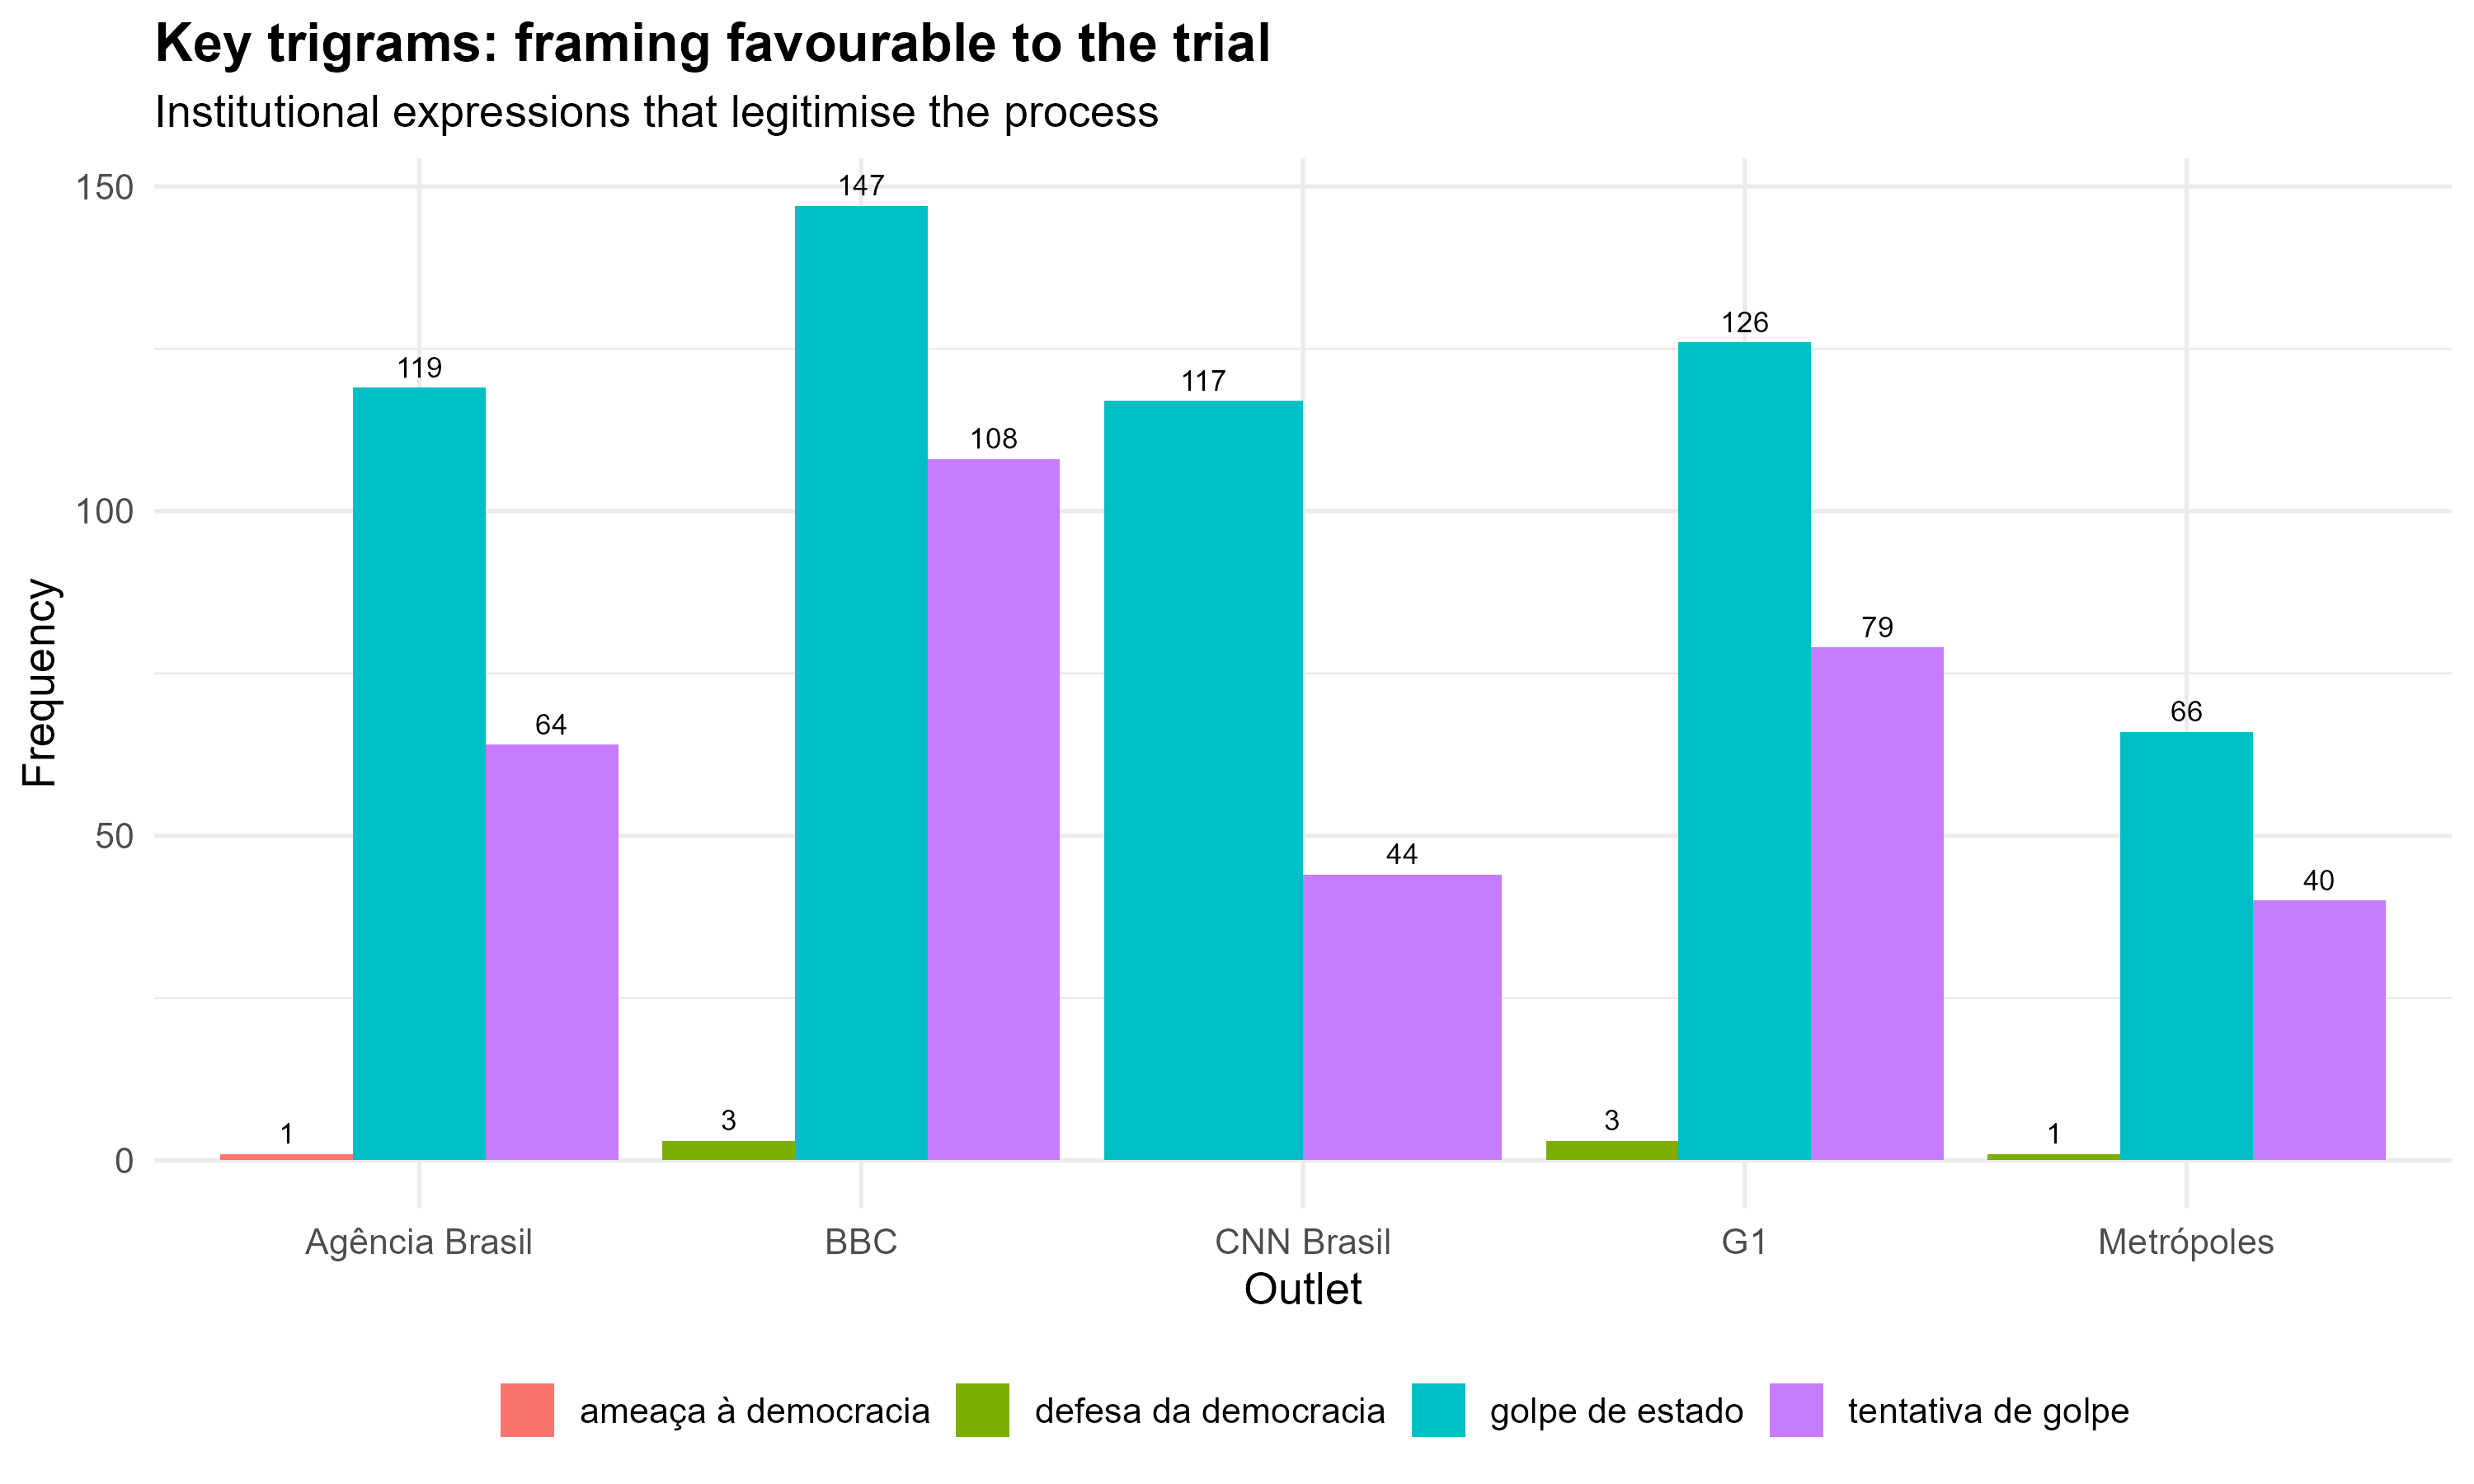 Key trigrams: framing favourable to the trial
Institutional expressions that legitimise the process
150
100
50
0
Frequency
1
119
64
3
147
108
117
44
3
126
79
1
66
40
Agência Brasil
BBC
CNN Brasil
G1
Metrópoles
Outlet
ameaça à democracia
defesa da democracia
golpe de estado
tentativa de golpe